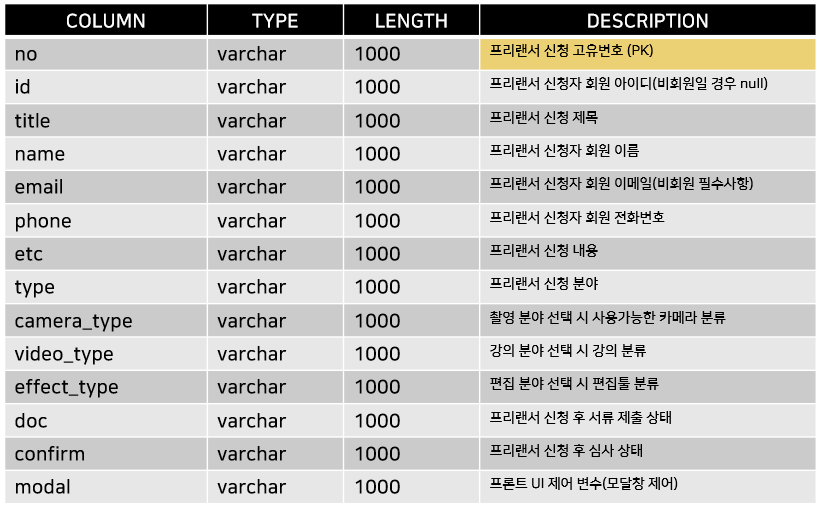 COLUMN TYPE LENGTH DESCRIPTION
no varchar 1000 프리랜서 신청 고유번호 (PK)
id varchar 1000 프리랜서 신청자 회원 아이디(비회원일 경우 null)
title varchar 1000 프리랜서 신청 제목
name varchar 1000 프리랜서 신청자 회원 이름
email varchar 1000 프리랜서 신청자 회원 이메일(비회원 필수사항)
phone varchar 1000 프리랜서 신청자 회원 전화번호
etc varchar 1000 프리랜서 신청 내용
type varchar 1000 프리랜서 신청 분야
camera_type varchar 1000 촬영 분야 선택 시 사용가능한 카메라 분류
video_type varchar 1000 강의 분야 선택 시 강의 분류
effect_type varchar 1000 편집 분야 선택 시 편집툴 분류
doc varchar 1000 프리랜서 신청 후 서류 제출 상태
confirm varchar 1000 프리랜서 신청 후 심사 상태
modal varchar 1000 프론트 UI 제어 변수(모달창 제어)